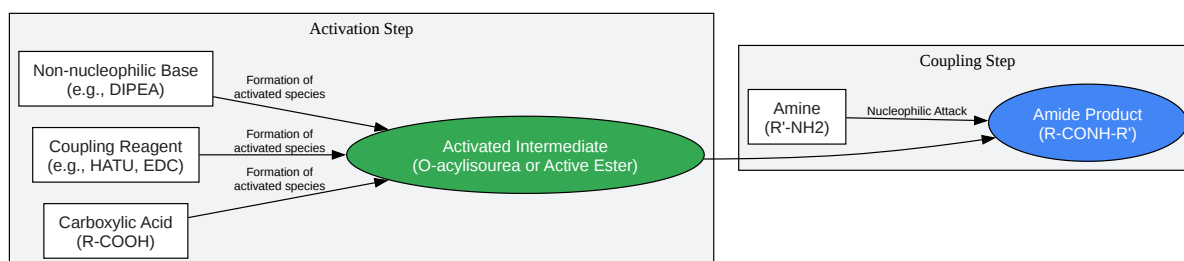 Activation Step
Non-nucleophilic Base
(e.g., DIPEA)
Formation of
activated species
Coupling Reagent
(e.g., HATU, EDC)
Formation of
activated species
Carboxylic Acid
(R-COOH)
Formation of
activated species
Activated Intermediate
(O-acylisourea or Active Ester)
Coupling Step
Amine
(R'-NH2)
Nucleophilic Attack
Amide Product
(R-CONH-R')